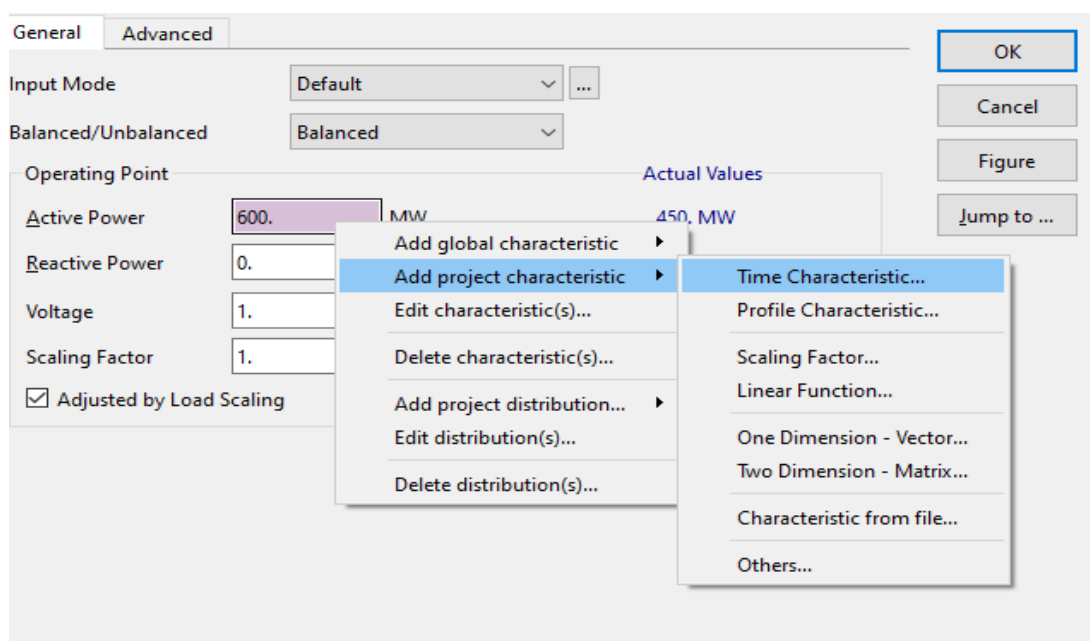 General Advanced
OK
Input Mode Default ...
Cancel
Balanced/Unbalanced Balanced
Figure
Operating Point Actual Values
Active Power 600. MW 450. MW
Jump to ...
Add global characteristic
Reactive Power 0.
Add project characteristic Time Characteristic...
Voltage 1.
Edit characteristic(s)... Profile Characteristic...
Scaling Factor 1.
Delete characteristic(s)... Scaling Factor...
Linear Function...
Adjusted by Load Scaling
Add project distribution...
Edit distribution(s)... One Dimension - Vector...
Two Dimension - Matrix...
Delete distribution(s)...
Characteristic from file...
Others...